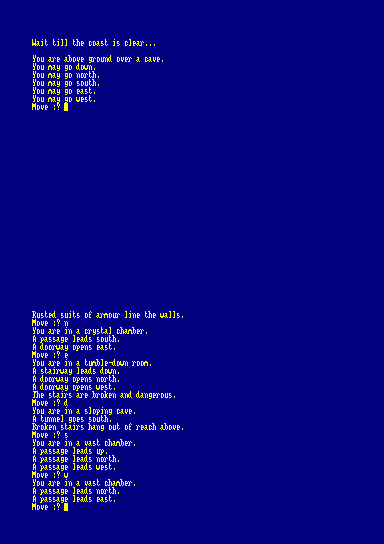 Wait till the coast is clear...
You are above ground over a cave.
You may go down.
You may go north.
You may go south.
You may go east.
You may go west.
Move :?
Rusted suits of armour line the walls.
Move :? n
You are in a crystal chamber.
A passage leads south.
A doorway opens east.
Move :? e
You are in a tumble-down room.
A stairway leads down.
A doorway opens north.
A doorway opens west.
The stairs are broken and dangerous.
Move :? d
You are in a sloping cave.
A tunnel goes south.
Broken stairs hang out of reach above.
Move :? s
You are in a vast chamber.
A passage leads up.
A passage leads north.
A passage leads west.
Move :? w
You are in a vast chamber.
A passage leads north.
A passage leads east.
Move :?